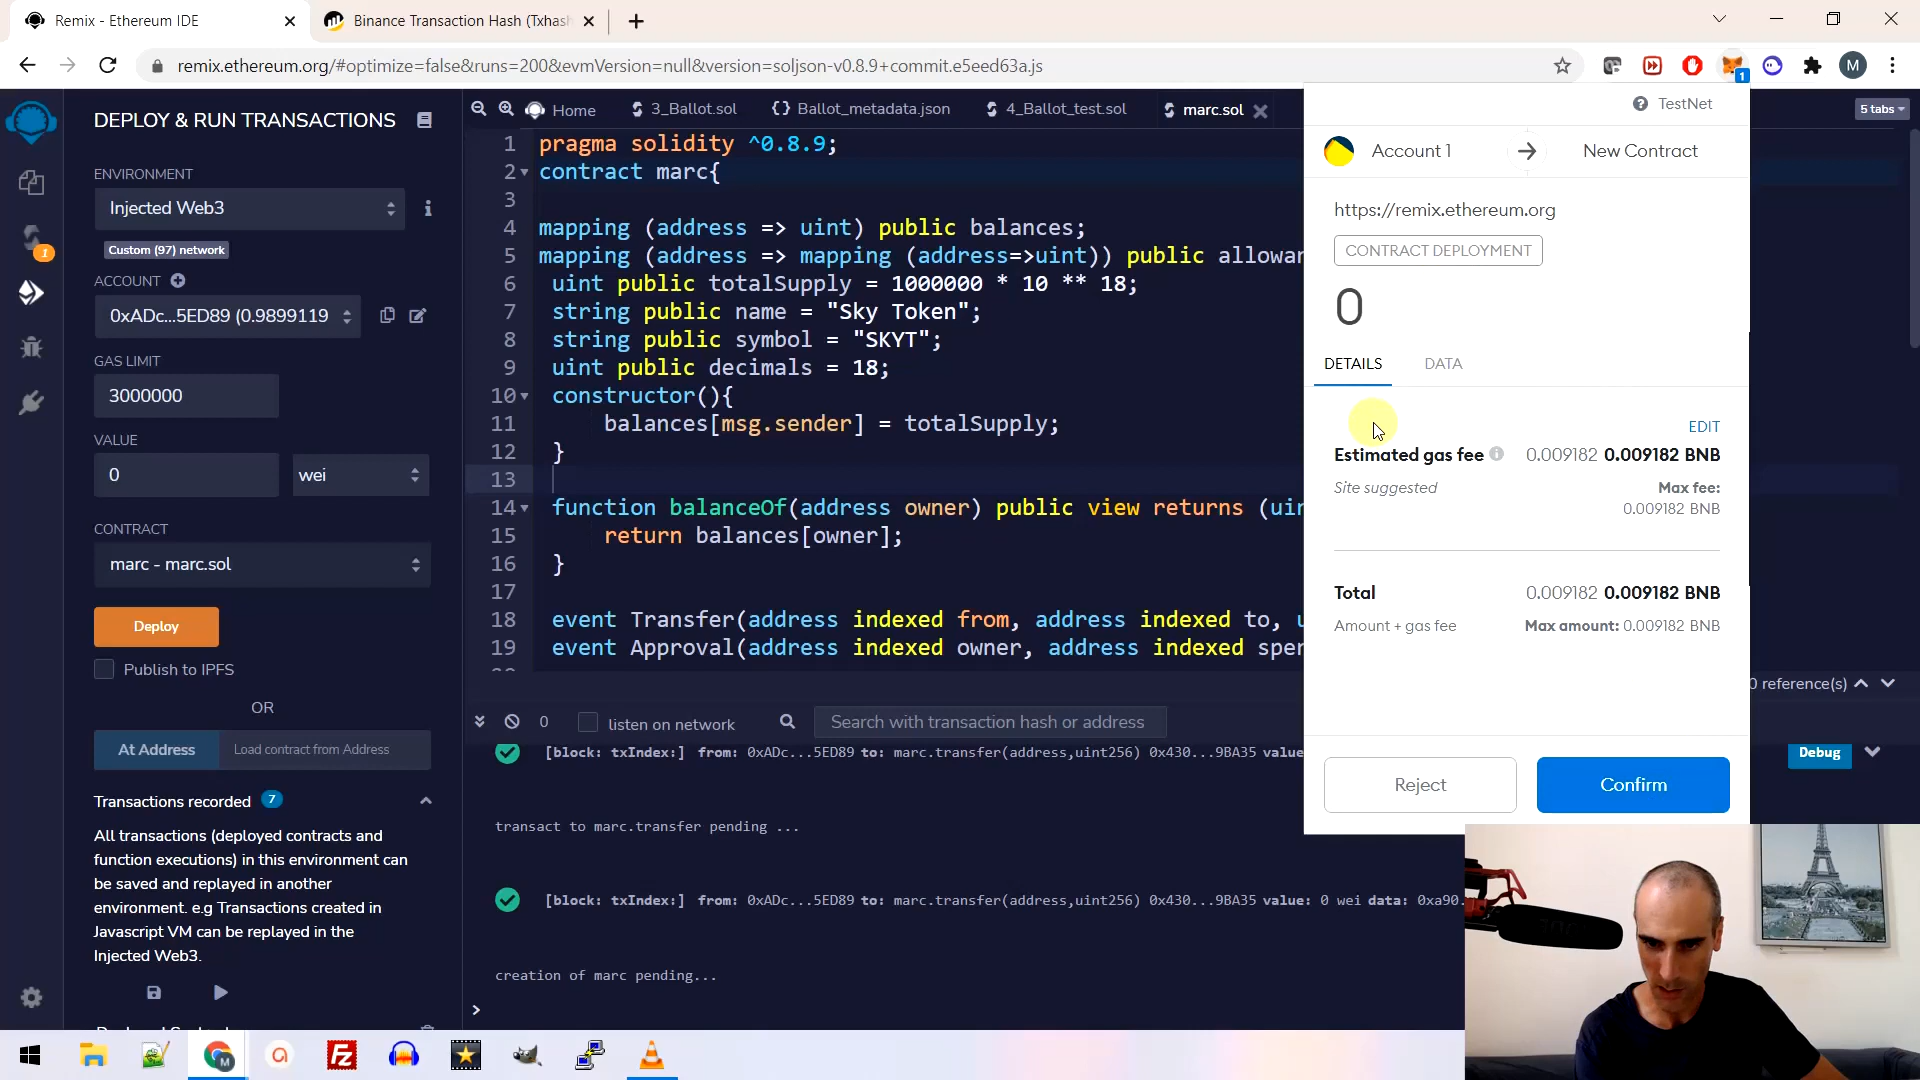 Remix - Ethereum IDE
Binance Transaction Hash (Txhash
remix.ethereum.org/#optimize=false&runs=200&evmVersion=null&version=soljson-v0.8.9+commit.e5eed63a.js
M
1
DEPLOY & RUN TRANSACTIONS
ENVIRONMENT
Injected Web3
Custom (97) network
ACCOUNT
0xADc...5ED89 (0.9899119
GAS LIMIT
3000000
VALUE
0
wei
CONTRACT
marc - marc.sol
Deploy
Publish to IPFS
OR
At Address
Load contract from Address
Transactions recorded 7
All transactions (deployed contracts and
function executions) in this environment can
be saved and replayed in another
environment. e.g Transactions created in
Javascript VM can be replayed in the
Injected Web3.
1
Home
3_Ballot.sol
Ballot_metadata.json
4_Ballot_test.sol
marc.sol
5 tabs
1 pragma solidity ^0.8.9;
2 contract marc{
3
4 mapping (address => uint) public balances;
5 mapping (address => mapping (address=>uint)) public allowan
6 uint public totalSupply = 1000000 * 10 ** 18;
7 string public name = "Sky Token";
8 string public symbol = "SKYT";
9 uint public decimals = 18;
10 constructor(){
11 balances[msg.sender] = totalSupply;
12 }
13
14 function balanceOf(address owner) public view returns (uin
15 return balances[owner];
16 }
17
18 event Transfer(address indexed from, address indexed to, u
19 event Approval(address indexed owner, address indexed spen
0 reference(s)
0
listen on network
Search with transaction hash or address
[block: txIndex:] from: 0xADc...5ED89 to: marc.transfer(address,uint256) 0x430...9BA35 value
Debug
transact to marc.transfer pending ...
[block: txIndex:] from: 0xADc...5ED89 to: marc.transfer(address,uint256) 0x430...9BA35 value: 0 wei data: 0xa90.
creation of marc pending...
>
TestNet
Account 1
New Contract
https://remix.ethereum.org
CONTRACT DEPLOYMENT
0
DETAILS
DATA
EDIT
Estimated gas fee 0.009182 0.009182 BNB
Site suggested
Max fee:
0.009182 BNB
Total 0.009182 0.009182 BNB
Amount + gas fee Max amount: 0.009182 BNB
Reject
Confirm